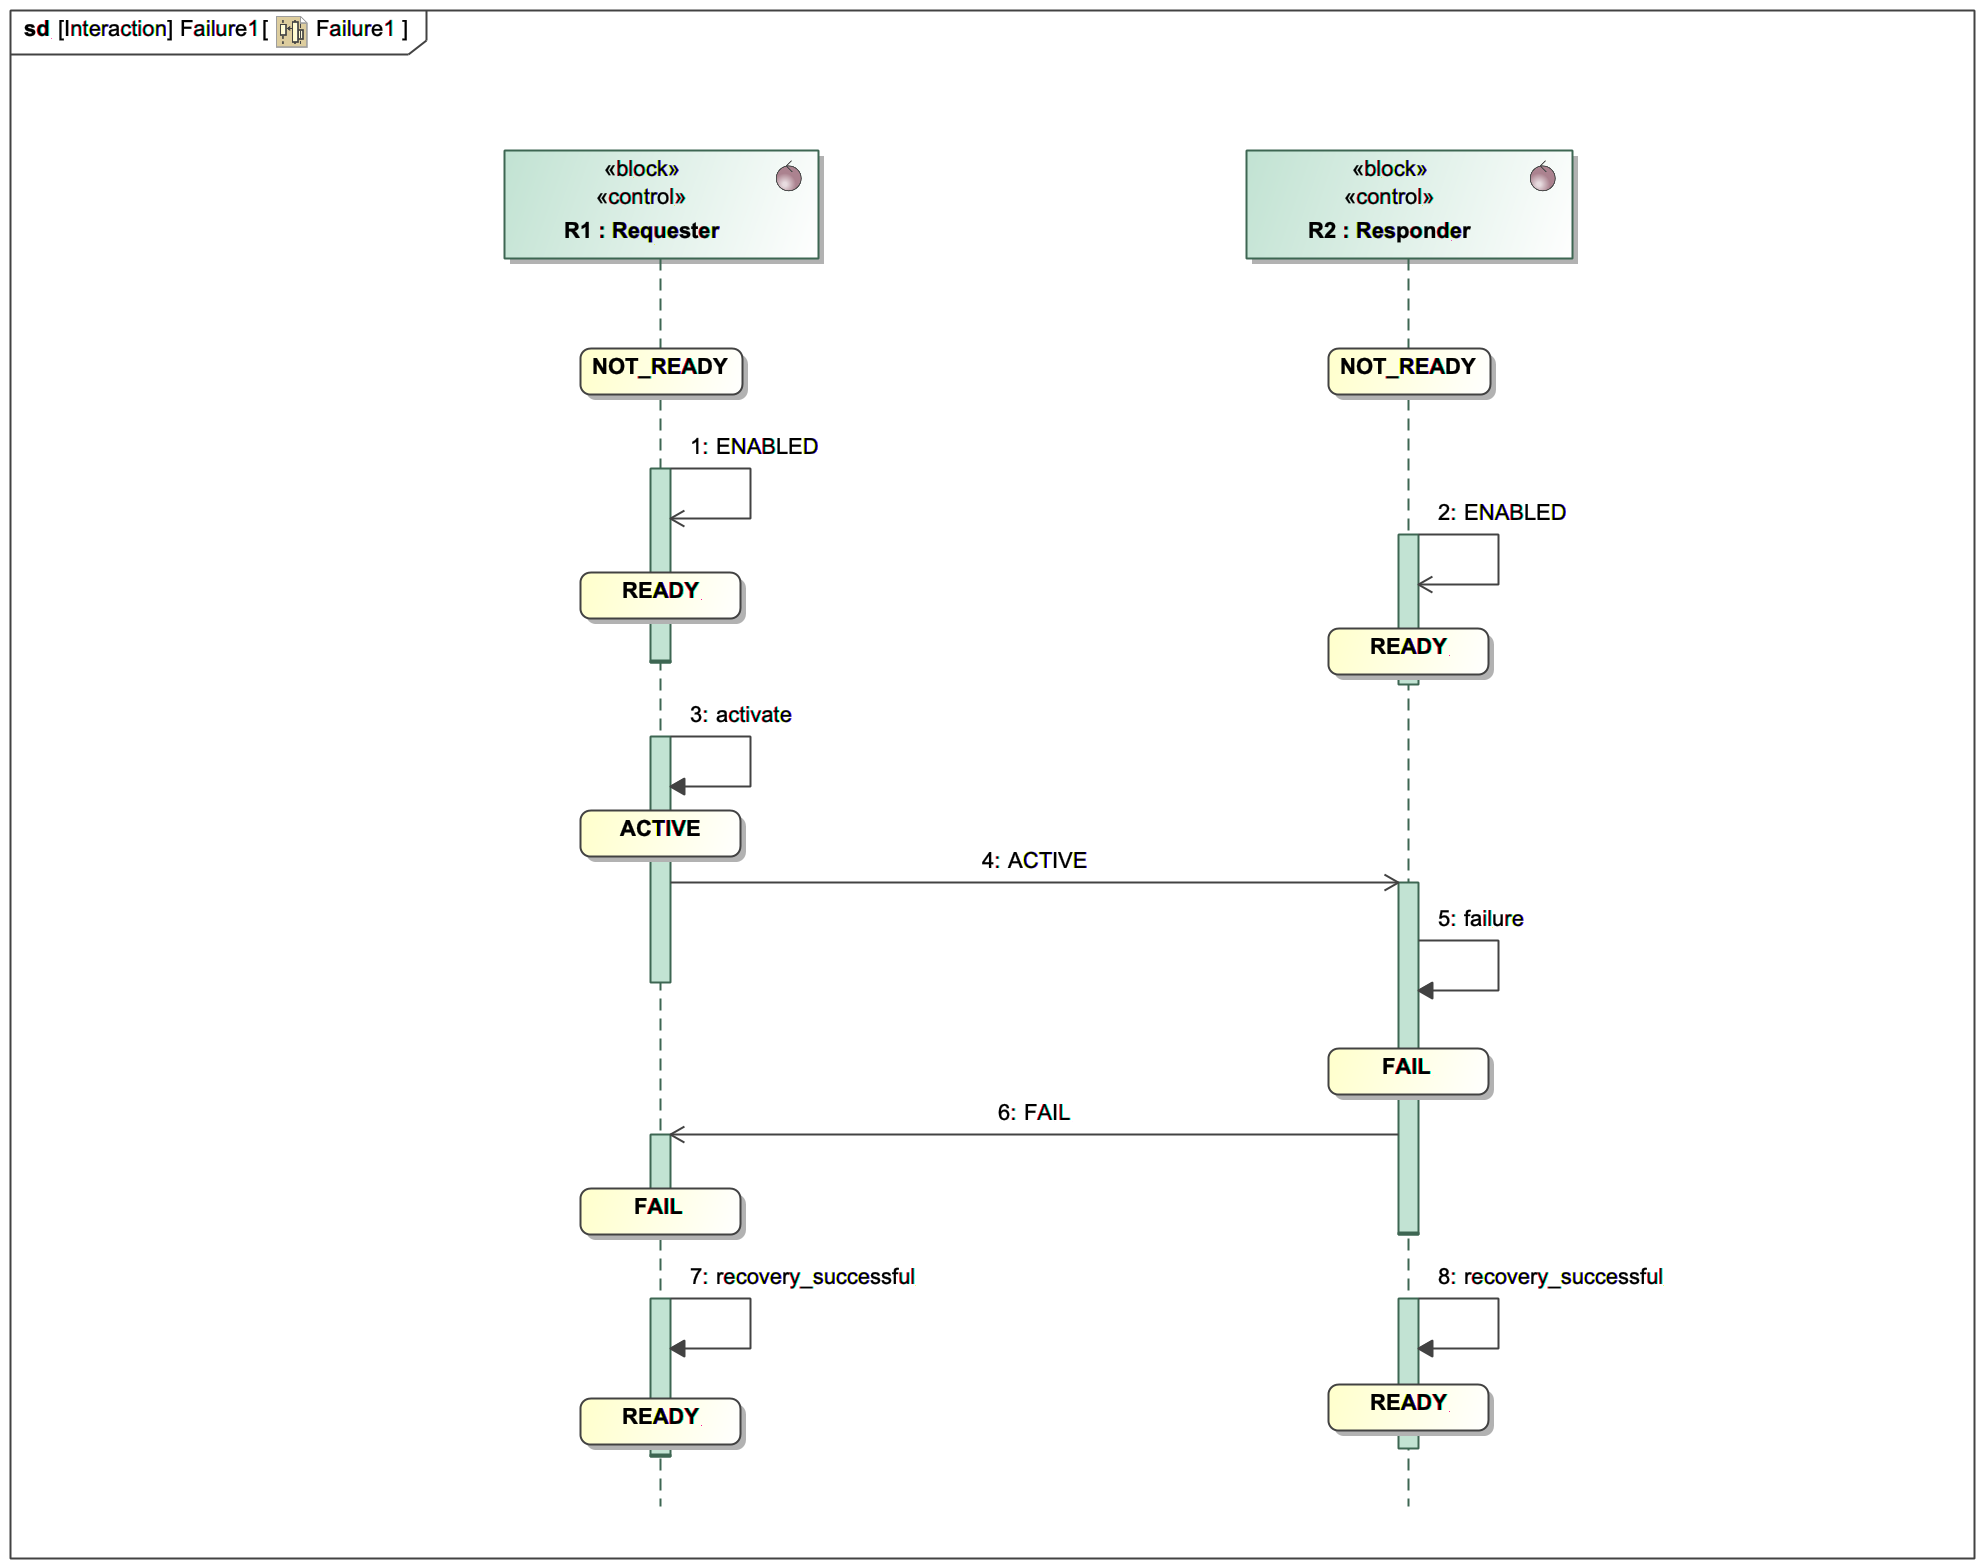 sd [Interaction] Failure1[ Failure1 ]
«block»
«control»
R1 : Requester
«block»
«control»
R2 : Responder
NOT_READY
NOT_READY
1: ENABLED
2: ENABLED
READY
READY
3: activate
ACTIVE
4: ACTIVE
5: failure
FAIL
6: FAIL
FAIL
7: recovery_successful
8: recovery_successful
READY
READY